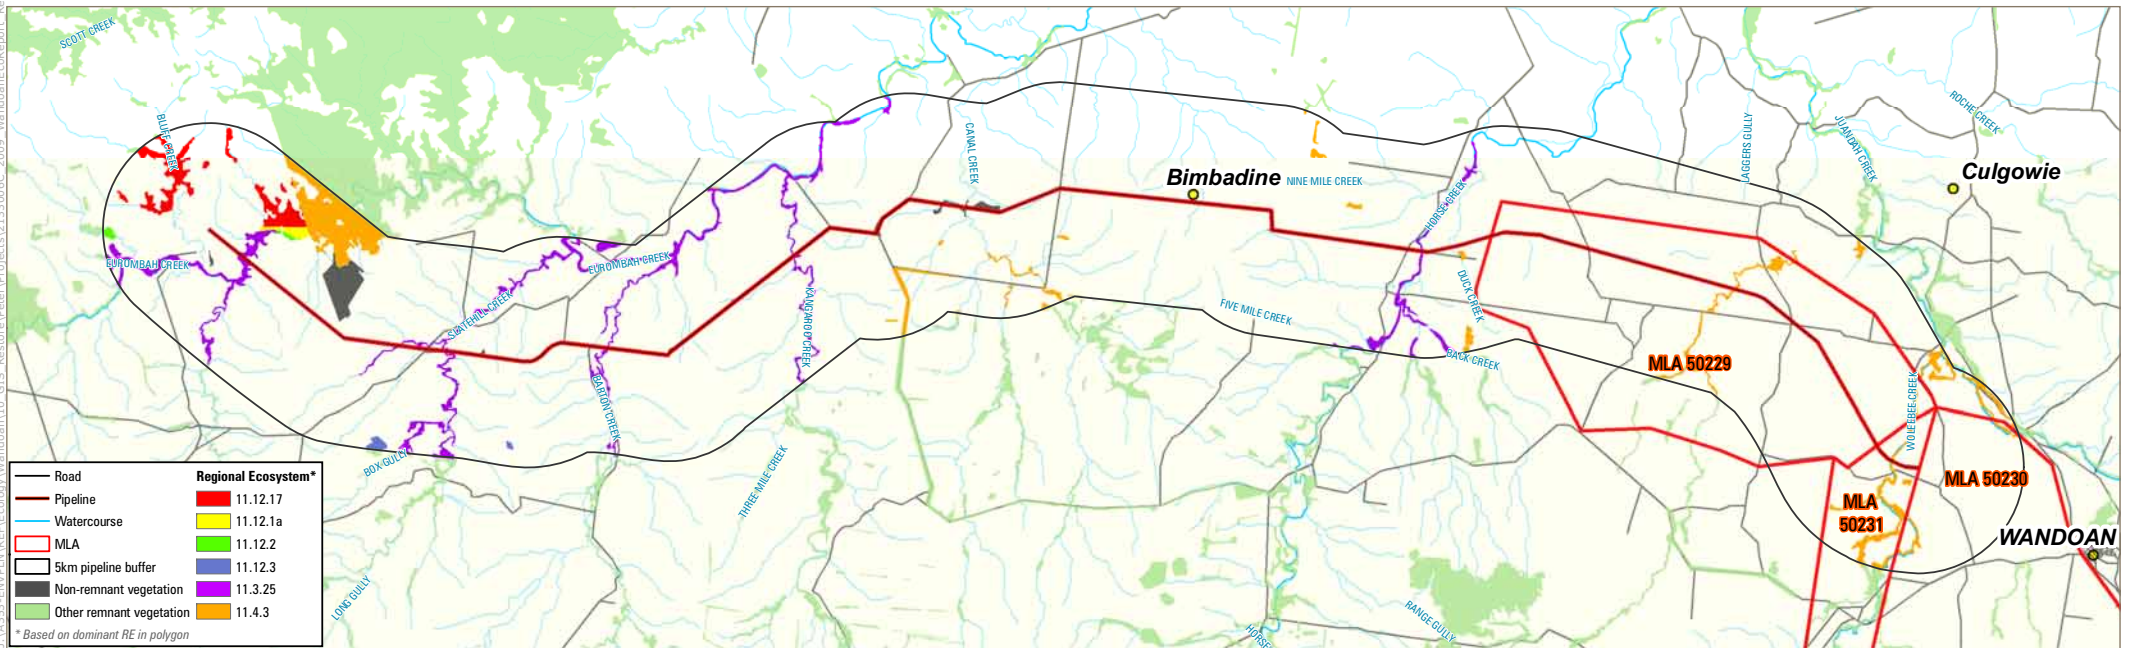 SCOTT CREEK
BLUFF CREEK
CANAL CREEK
LAGGERS GULLY
JUANDAH CREEK
ROCHE CREEK
Culgowie
Bimbadine
NINE MILE CREEK
HORSE CREEK
EURUMBAH CREEK
EURUMBAH CREEK
SLATEHILL CREEK
KANGAROO CREEK
DUCK CREEK
FIVE MILE CREEK
BACK CREEK
MLA 50229
BARTON CREEK
WOLEEBEE CREEK
BOX GULLY
THREE MILE CREEK
MLA 50230
MLA
50231
WANDOAN
LONG GULLY
RANGE GULLY
HORSE
Road
Pipeline
Watercourse
MLA
5km pipeline buffer
Non-remnant vegetation
Other remnant vegetation
Regional Ecosystem*
11.12.17
11.12.1a
11.12.2
11.12.3
11.3.25
11.4.3
* Based on dominant RE in polygon